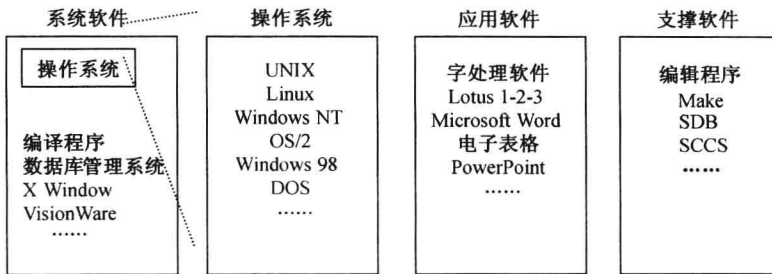 系统软件
操作系统
编译程序
数据库管理系统
X Window
VisionWare
......
操作系统
UNIX
Linux
Windows NT
OS/2
Windows 98
DOS
......
应用软件
字处理软件
Lotus 1-2-3
Microsoft Word
电子表格
PowerPoint
......
支撑软件
编辑程序
Make
SDB
SCCS
......